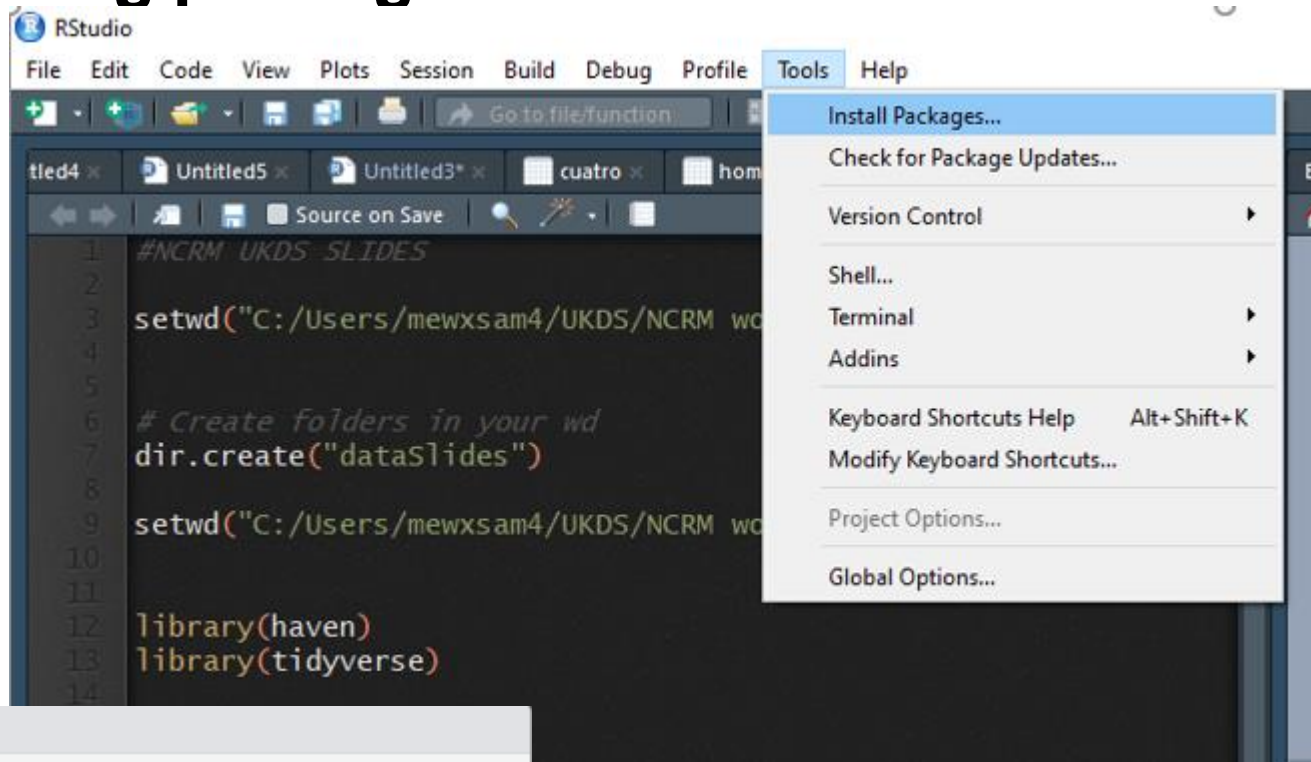 RStudio
File Edit Code View Plots Session Build Debug Profile Tools Help
Go to file/function
Install Packages...
Check for Package Updates...
Version Control
Shell...
Terminal
Addins
Keyboard Shortcuts Help Alt+Shift+K
Modify Keyboard Shortcuts...
Project Options...
Global Options...
tled4 Untitled5 Untitled3* cuatro hom
Source on Save
1 #NCRM UKDS SLIDES
2
3 setwd("C:/Users/mewxsam4/UKDS/NCRM wo
4
5
6 # Create folders in your wd
7 dir.create("dataSlides")
8
9 setwd("C:/Users/mewxsam4/UKDS/NCRM wo
10
11
12 library(haven)
13 library(tidyverse)
14